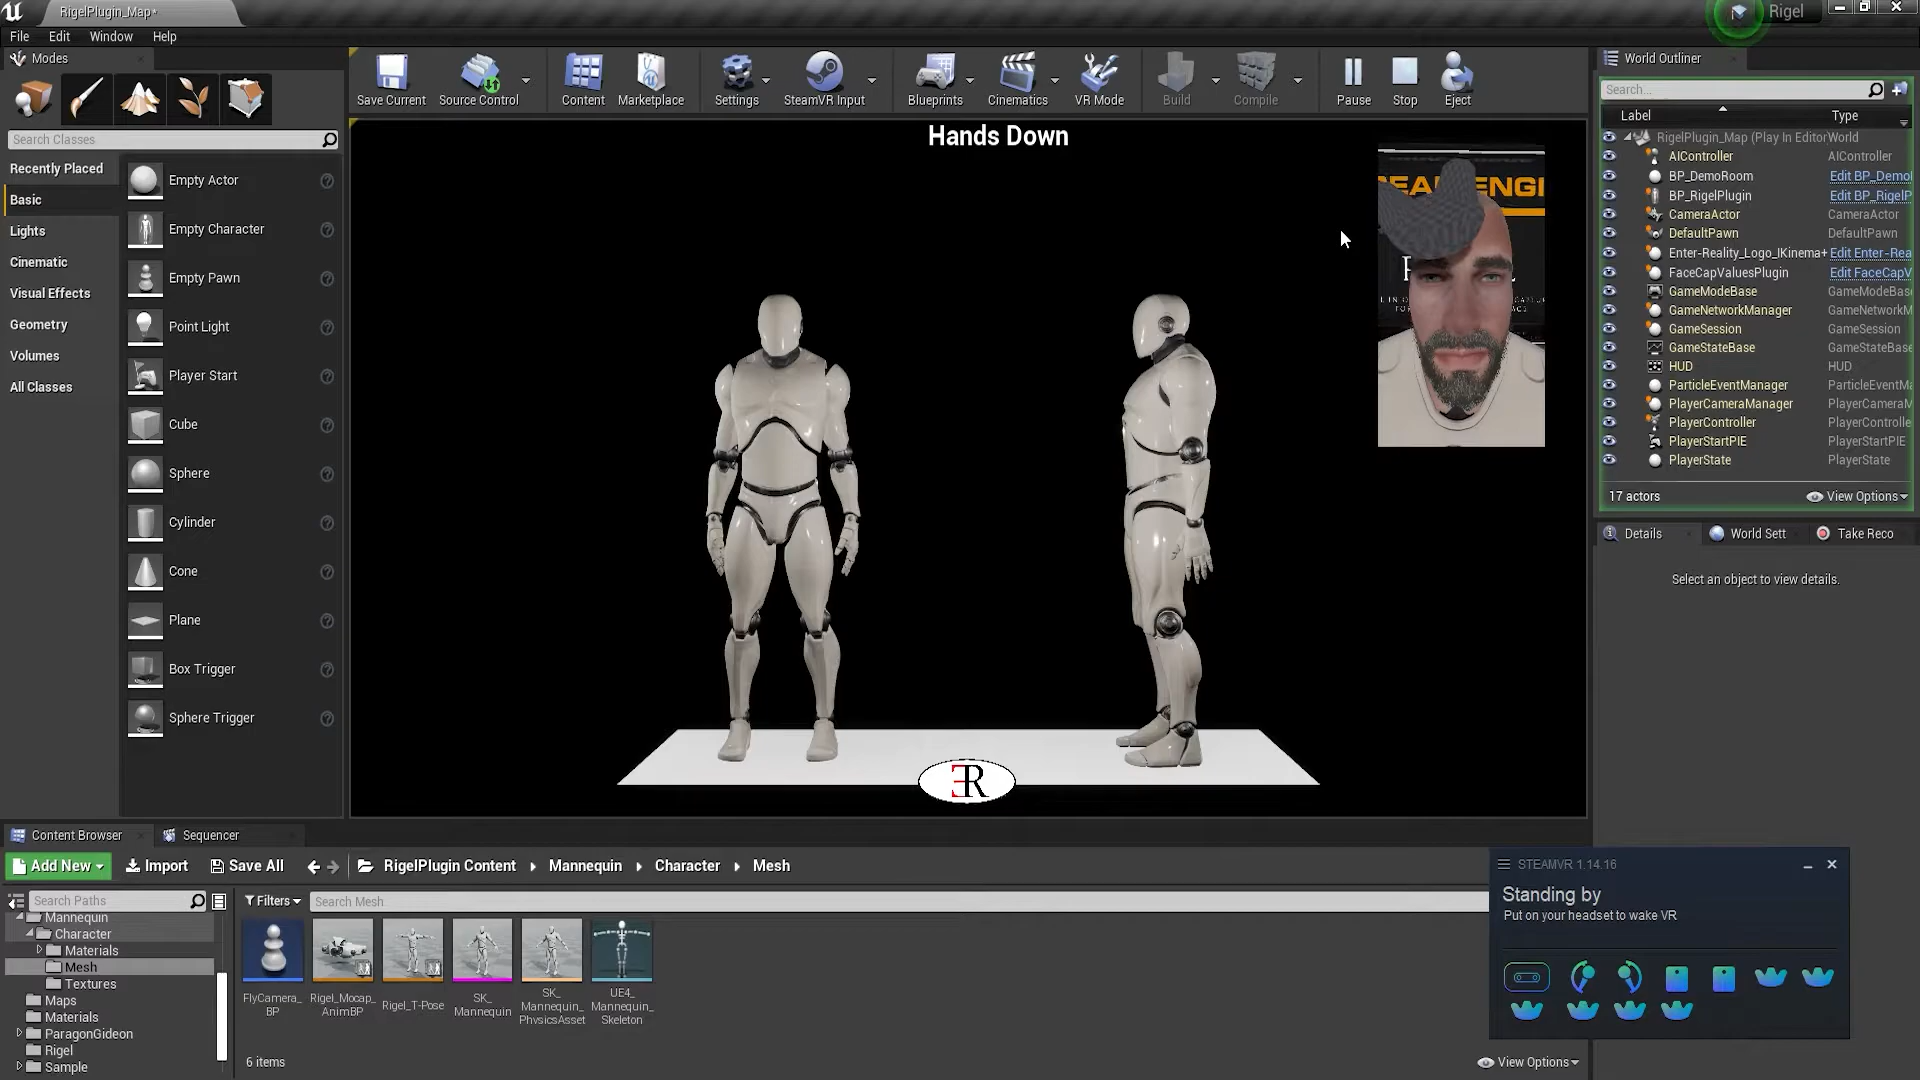 RigelPlugin_Map*
Rigel
File Edit Window Help
Modes
Search Classes
Recently Placed
Basic
Lights
Cinematic
Visual Effects
Geometry
Volumes
All Classes
Empty Actor
Empty Character
Empty Pawn
Point Light
Player Start
Cube
Sphere
Cylinder
Cone
Plane
Box Trigger
Sphere Trigger
Save Current
Source Control
Content
Marketplace
Settings
SteamVR Input
Blueprints
Cinematics
VR Mode
Build
Compile
Pause
Stop
Eject
Hands Down
ER
World Outliner
Search...
Label Type
RigelPlugin_Map (Play In Editor World
AIController AIController
BP_DemoRoom Edit BP_Demol
BP_RigelPlugin Edit BP_RigelP
CameraActor CameraActor
DefaultPawn DefaultPawn
Enter-Reality_Logo_IKinema+ Edit Enter-Rea
FaceCapValuesPlugin Edit FaceCapV
GameModeBase GameModeBase
GameNetworkManager GameNetworkM
GameSession GameSession
GameStateBase GameStateBase
HUD HUD
ParticleEventManager ParticleEventMa
PlayerCameraManager PlayerCameraM
PlayerController PlayerControlle
PlayerStartPIE PlayerStartPIE
PlayerState PlayerState
17 actors View Options
Details World Sett Take Reco
Select an object to view details.
Content Browser Sequencer
Add New Import Save All RigelPlugin Content Mannequin Character Mesh
Search Paths
Filters Search Mesh
Mannequin
Character
Materials
Mesh
Textures
Maps
Materials
ParagonGideon
Rigel
Sample
FlyCamera_
BP
Rigel_Mocap_
AnimBP
Rigel_T-Pose
SK_
Mannequin
SK_
Mannequin_
PhysicsAsset
UE4_
Mannequin_
Skeleton
6 items
View Options
STEAMVR 1.14.16
Standing by
Put on your headset to wake VR